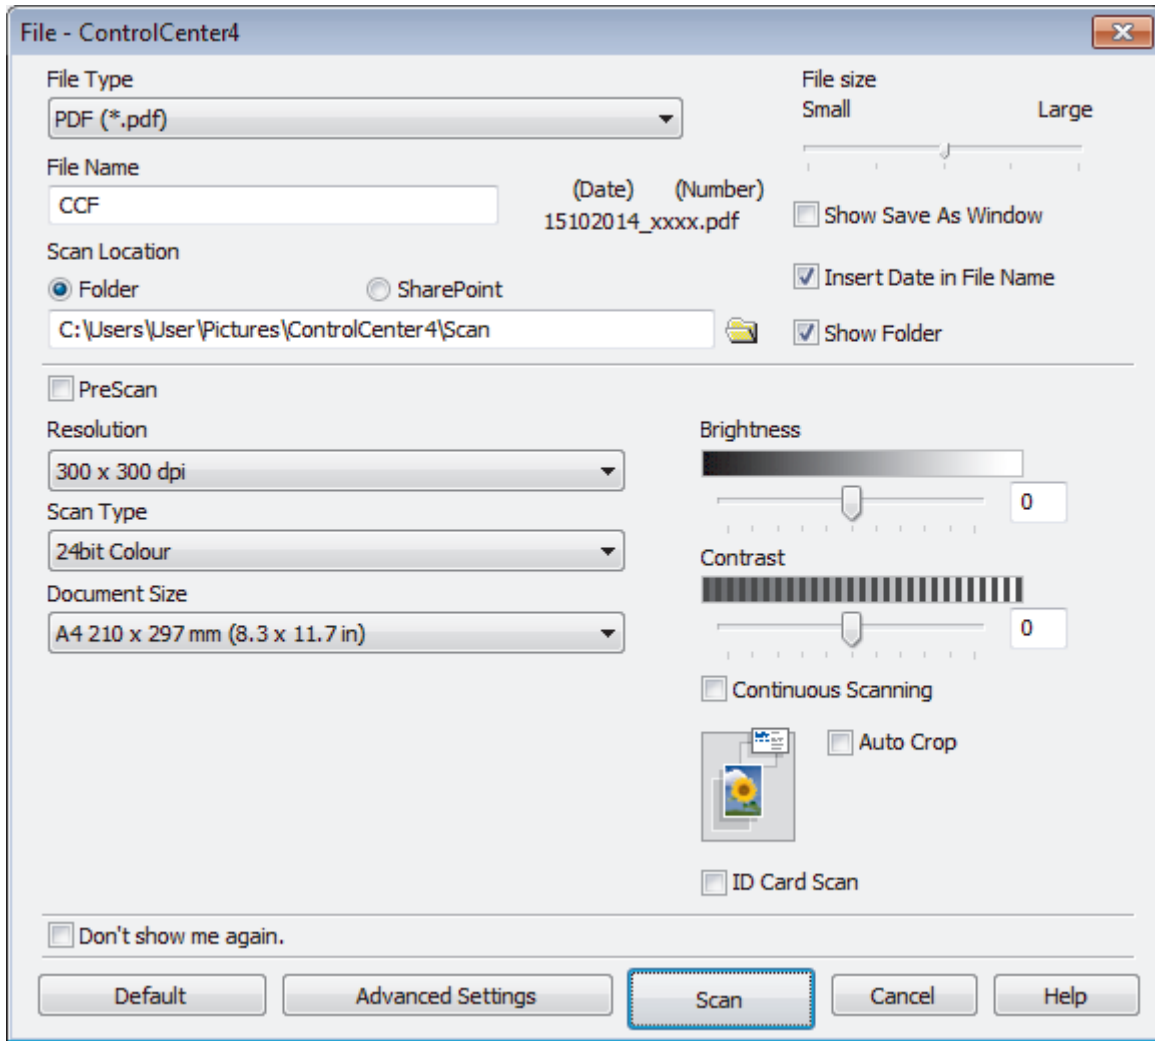 File - ControlCenter4
File Type
PDF (*.pdf)
File Name
CCF
(Date) (Number)
15102014_xxxx.pdf
Scan Location
Folder SharePoint
C:\Users\User\Pictures\ControlCenter4\Scan
File size
Small Large
Show Save As Window
Insert Date in File Name
Show Folder
PreScan
Resolution
300 x 300 dpi
Scan Type
24bit Colour
Document Size
A4 210 x 297 mm (8.3 x 11.7 in)
Brightness
0
Contrast
0
Continuous Scanning
Auto Crop
ID Card Scan
Don't show me again.
Default Advanced Settings Scan Cancel Help